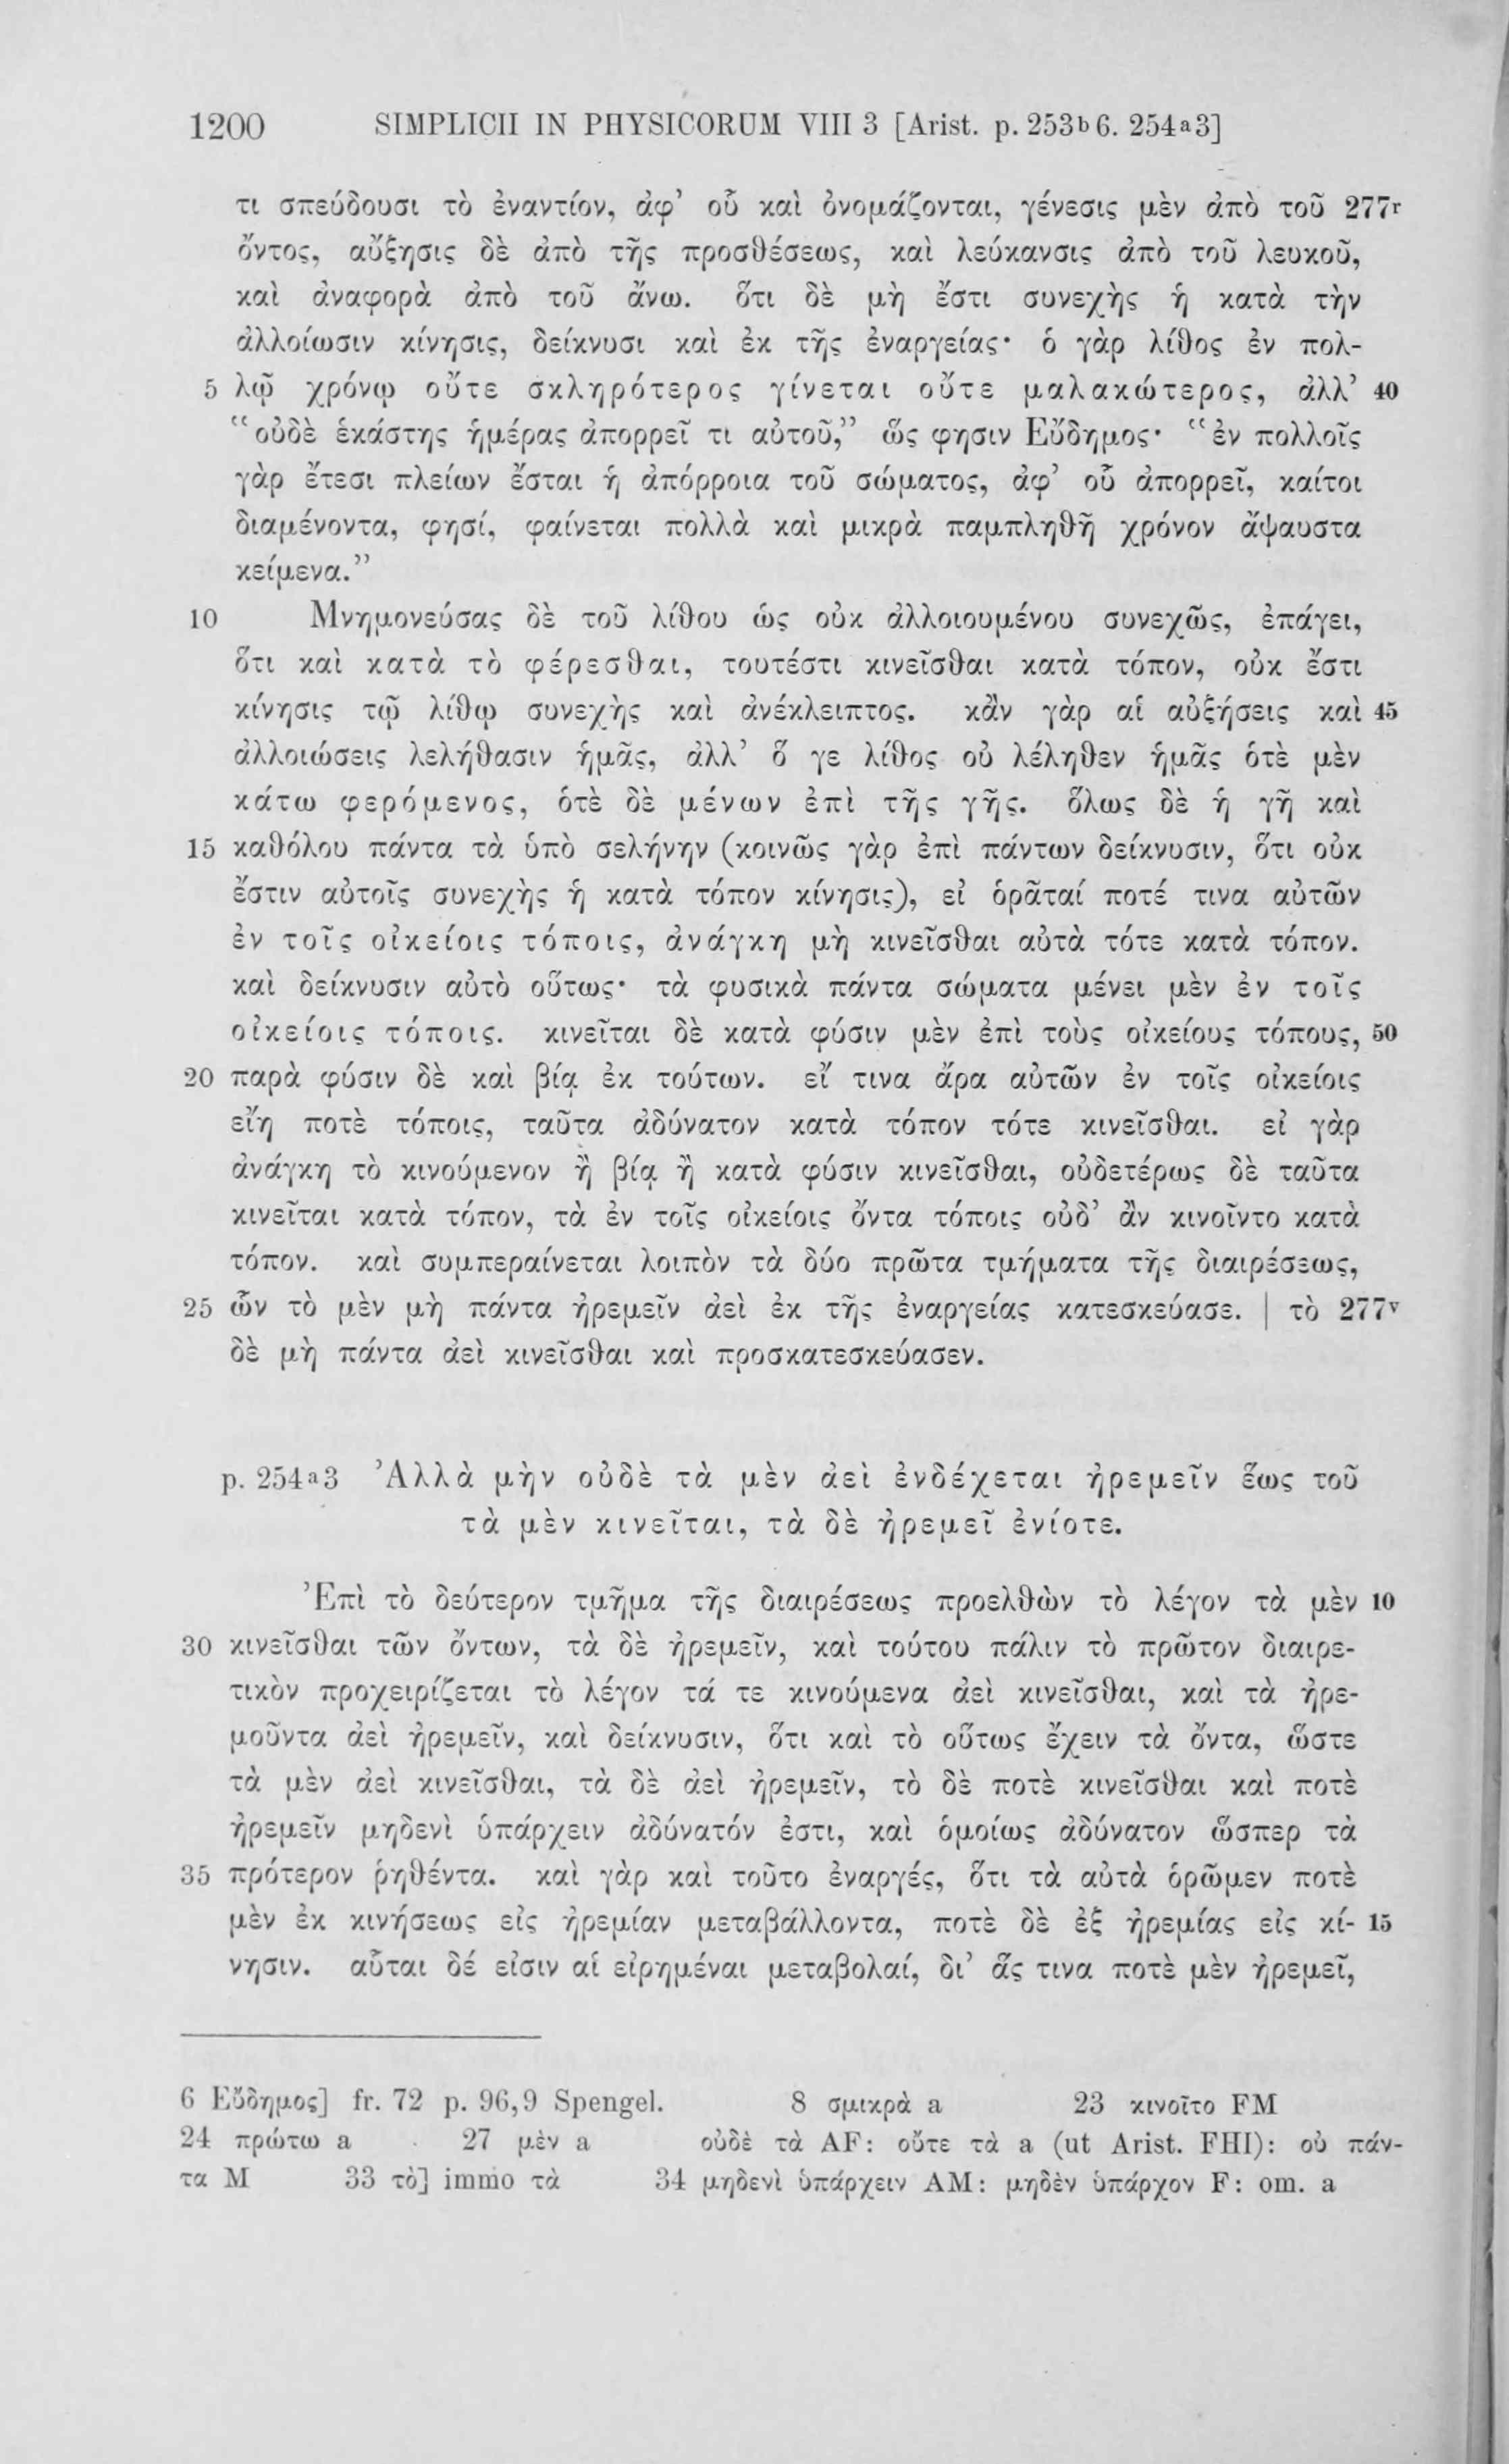 1200 SIMPLICII IN PHYSICORUM VIII 3 [Arist. p. 253b6. 254a3]
τι σπεύδουσι τὸ ἐναντίον, ἀφ’ οὗ καὶ ὀνομάζονται, γένεσις μὲν ἀπὸ τοῦ 277r
ὄντος, αὔξησις δὲ ἀπὸ τῆς προσθέσεως, καὶ λεύκανσις ἀπὸ τοῦ λευκοῦ,
καὶ ἀναφορὰ ἀπὸ τοῦ ἄνω. ὅτι δὲ μὴ ἔστι συνεχὴς ἡ κατὰ τὴν
ἀλλοίωσιν κίνησις, δείκνυσι καὶ ἐκ τῆς ἐναργείας· ὁ γὰρ λίθος ἐν πολ-
5 λῷ χρόνῳ οὔτε σκληρότερος γίνεται οὔτε μαλακώτερος, ἀλλ’ 40
“οὐδὲ ἑκάστης ἡμέρας ἀπορρεῖ τι αὐτοῦ,” ὥς φησιν Εὔδημος· “ἐν πολλοῖς
γὰρ ἔτεσι πλείων ἔσται ἡ ἀπόρροια τοῦ σώματος, ἀφ’ οὗ ἀπορρεῖ, καίτοι
διαμένοντα, φησί, φαίνεται πολλὰ καὶ μικρὰ παμπληθῆ χρόνον ἄψαυστα
κείμενα.”
10 Μνημονεύσας δὲ τοῦ λίθου ὡς οὐκ ἀλλοιουμένου συνεχῶς, ἐπάγει,
ὅτι καὶ κατὰ τὸ φέρεσθαι, τουτέστι κινεῖσθαι κατὰ τόπον, οὐκ ἔστι
κίνησις τῷ λίθῳ συνεχὴς καὶ ἀνέκλειπτος. κἂν γὰρ αἱ αὐξήσεις καὶ 45
ἀλλοιώσεις λελήθασιν ἡμᾶς, ἀλλ’ ὅ γε λίθος οὐ λέληθεν ἡμᾶς ὁτὲ μὲν
κάτω φερόμενος, ὁτὲ δὲ μένων ἐπὶ τῆς γῆς. ὅλως δὲ ἡ γῆ καὶ
15 καθόλου πάντα τὰ ὑπὸ σελήνην (κοινῶς γὰρ ἐπὶ πάντων δείκνυσιν, ὅτι οὐκ
ἔστιν αὐτοῖς συνεχὴς ἡ κατὰ τόπον κίνησις), εἰ ὁρᾶταί ποτέ τινα αὐτῶν
ἐν τοῖς οἰκείοις τόποις, ἀνάγκη μὴ κινεῖσθαι αὐτὰ τότε κατὰ τόπον.
καὶ δείκνυσιν αὐτὸ οὕτως· τὰ φυσικὰ πάντα σώματα μένει μὲν ἐν τοῖς
οἰκείοις τόποις. κινεῖται δὲ κατὰ φύσιν μὲν ἐπὶ τοὺς οἰκείους τόπους, 50
20 παρὰ φύσιν δὲ καὶ βίᾳ ἐκ τούτων. εἴ τινα ἄρα αὐτῶν ἐν τοῖς οἰκείοις
εἴη ποτὲ τόποις, ταῦτα ἀδύνατον κατὰ τόπον τότε κινεῖσθαι. εἰ γὰρ
ἀνάγκη τὸ κινούμενον ἢ βίᾳ ἢ κατὰ φύσιν κινεῖσθαι, οὐδετέρως δὲ ταῦτα
κινεῖται κατὰ τόπον, τὰ ἐν τοῖς οἰκείοις ὄντα τόποις οὐδ’ ἂν κινοῖντο κατὰ
τόπον. καὶ συμπεραίνεται λοιπὸν τὰ δύο πρῶτα τμήματα τῆς διαιρέσεως,
25 ὧν τὸ μὲν μὴ πάντα ἠρεμεῖν ἀεὶ ἐκ τῆς ἐναργείας κατεσκεύασε. | τὸ 277v
δὲ μὴ πάντα ἀεὶ κινεῖσθαι καὶ προσκατεσκεύασεν.
p. 254a3 Ἀλλὰ μὴν οὐδὲ τὰ μὲν ἀεὶ ἐνδέχεται ἠρεμεῖν ἕως τοῦ
τὰ μὲν κινεῖται, τὰ δὲ ἠρεμεῖ ἐνίοτε.
Ἐπὶ τὸ δεύτερον τμῆμα τῆς διαιρέσεως προελθὼν τὸ λέγον τὰ μὲν 10
30 κινεῖσθαι τῶν ὄντων, τὰ δὲ ἠρεμεῖν, καὶ τούτου πάλιν τὸ πρῶτον διαιρε-
τικὸν προχειρίζεται τὸ λέγον τά τε κινούμενα ἀεὶ κινεῖσθαι, καὶ τὰ ἠρε-
μοῦντα ἀεὶ ἠρεμεῖν, καὶ δείκνυσιν, ὅτι καὶ τὸ οὕτως ἔχειν τὰ ὄντα, ὥστε
τὰ μὲν ἀεὶ κινεῖσθαι, τὰ δὲ ἀεὶ ἠρεμεῖν, τὸ δὲ ποτὲ κινεῖσθαι καὶ ποτὲ
ἠρεμεῖν μηδενὶ ὑπάρχειν ἀδύνατόν ἐστι, καὶ ὁμοίως ἀδύνατον ὥσπερ τὰ
35 πρότερον ῥηθέντα. καὶ γὰρ καὶ τοῦτο ἐναργές, ὅτι τὰ αὐτὰ ὁρῶμεν ποτὲ
μὲν ἐκ κινήσεως εἰς ἠρεμίαν μεταβάλλοντα, ποτὲ δὲ ἐξ ἠρεμίας εἰς κί- 15
νησιν. αὗται δέ εἰσιν αἱ εἰρημέναι μεταβολαί, δι’ ἅς τινα ποτὲ μὲν ἠρεμεῖ,
6 Εὔδημος] fr. 72 p. 96,9 Spengel. 8 σμικρὰ a 23 κινοῖτο FM
24 πρώτω a 27 μὲν a οὐδὲ τὰ AF: οὔτε τὰ a (ut Arist. FHI): οὐ πάν-
τα M 33 τὸ] immo τὰ 34 μηδενὶ ὑπάρχειν AM: μηδὲν ὑπάρχον F: om. a